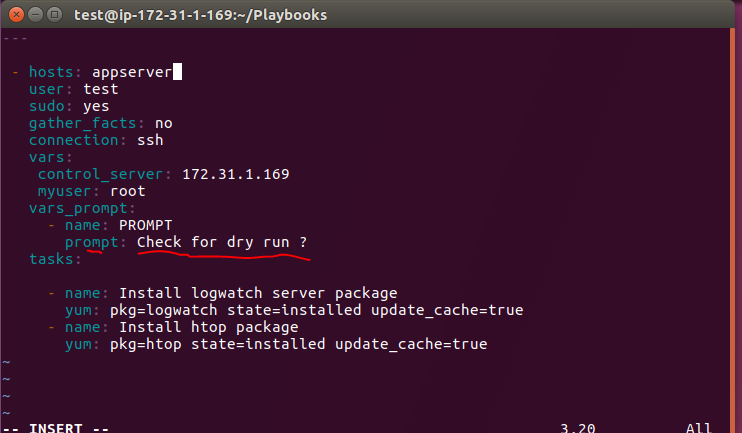 test@ip-172-31-1-169:~/Playbooks
---
- hosts: appserver
user: test
sudo: yes
gather_facts: no
connection: ssh
vars:
control_server: 172.31.1.169
myuser: root
vars_prompt:
- name: PROMPT
prompt: Check for dry run ?
tasks:
- name: Install logwatch server package
yum: pkg=logwatch state=installed update_cache=true
- name: Install htop package
yum: pkg=htop state=installed update_cache=true
~
~
~
~
-- INSERT -- 3,20 All